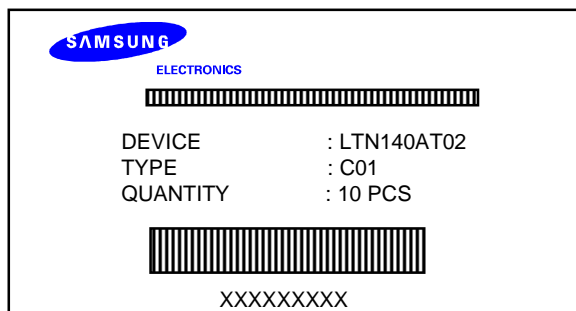 SAMSUNG
ELECTRONICS
DEVICE : LTN140AT02
TYPE : C01
QUANTITY : 10 PCS
XXXXXXXXX